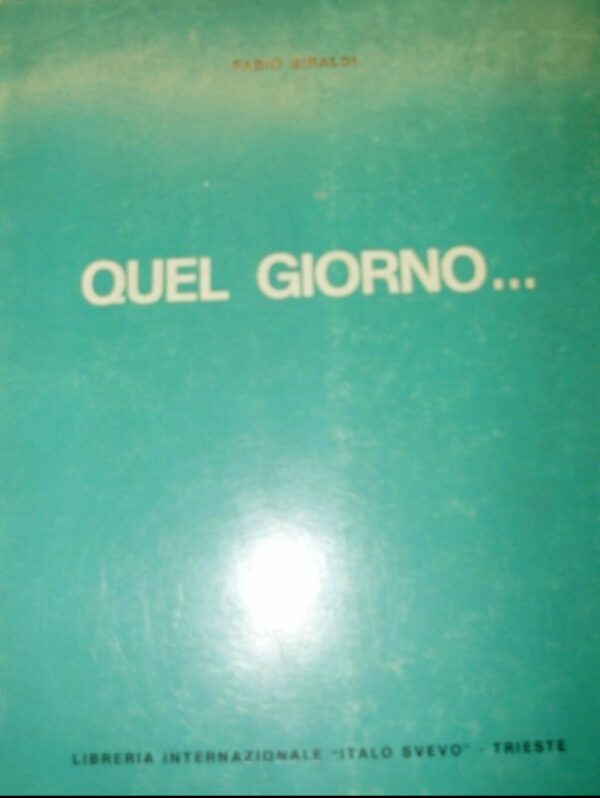 FABIO GIRALDI
QUEL GIORNO...
LIBRERIA INTERNAZIONALE "ITALO SVEVO" - TRIESTE